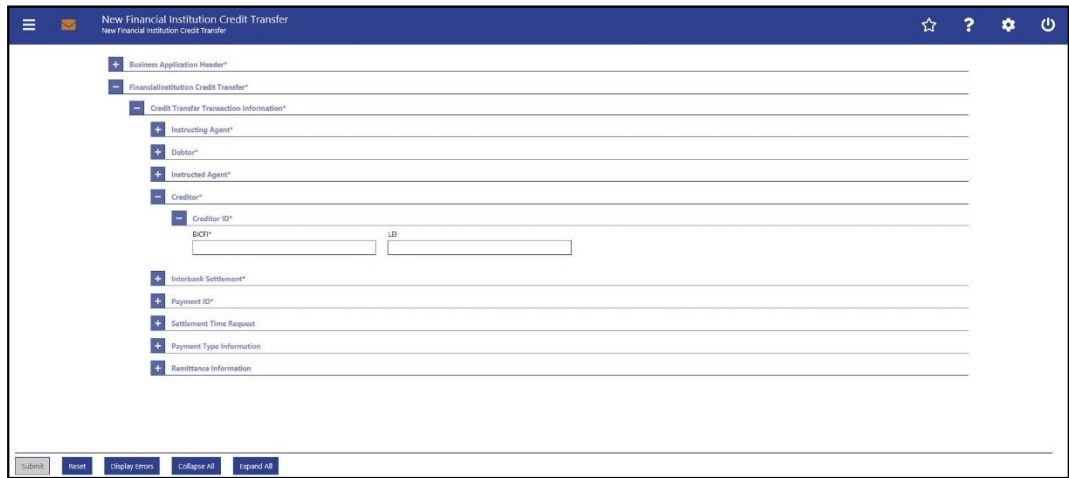 New Financial Institution Credit Transfer
New Financial Institution Credit Transfer
Business Application Header*
FinancialInstitution Credit Transfer*
Credit Transfer Transaction Information*
Instructing Agent*
Debtor*
Instructed Agent*
Creditor*
Creditor ID*
BICFI* LEI
Interbank Settlement*
Payment ID*
Settlement Time Request
Payment Type Information
Remittance Information
Submit Reset Display Errors Collapse All Expand All